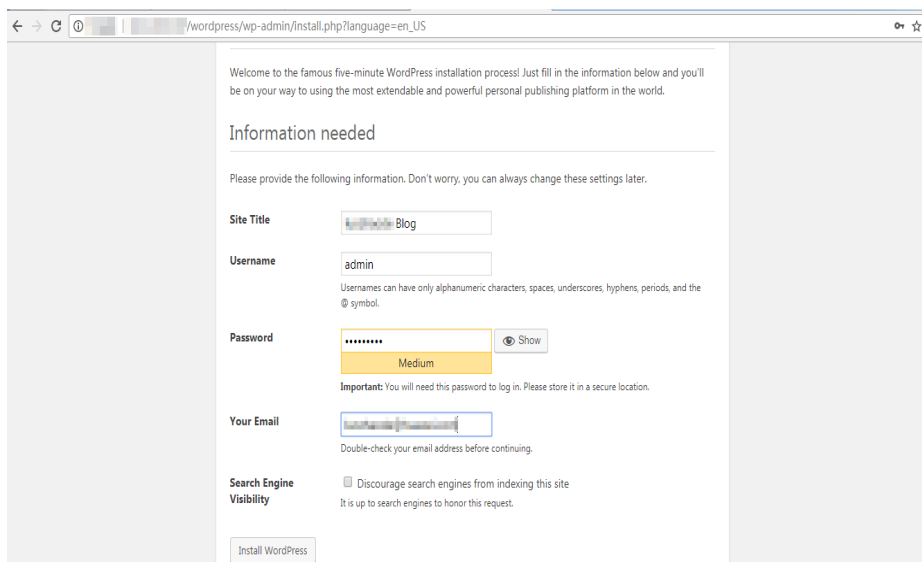 /wordpress/wp-admin/install.php?language=en_US
Welcome to the famous five-minute WordPress installation process! Just fill in the information below and you'll
be on your way to using the most extendable and powerful personal publishing platform in the world.
Information needed
Please provide the following information. Don't worry, you can always change these settings later.
Site Title
Blog
Username
admin
Usernames can have only alphanumeric characters, spaces, underscores, hyphens, periods, and the
@ symbol.
Password
•••••••••
Show
Medium
Important: You will need this password to log in. Please store it in a secure location.
Your Email
Double-check your email address before continuing.
Search Engine
Visibility
Discourage search engines from indexing this site
It is up to search engines to honor this request.
Install WordPress